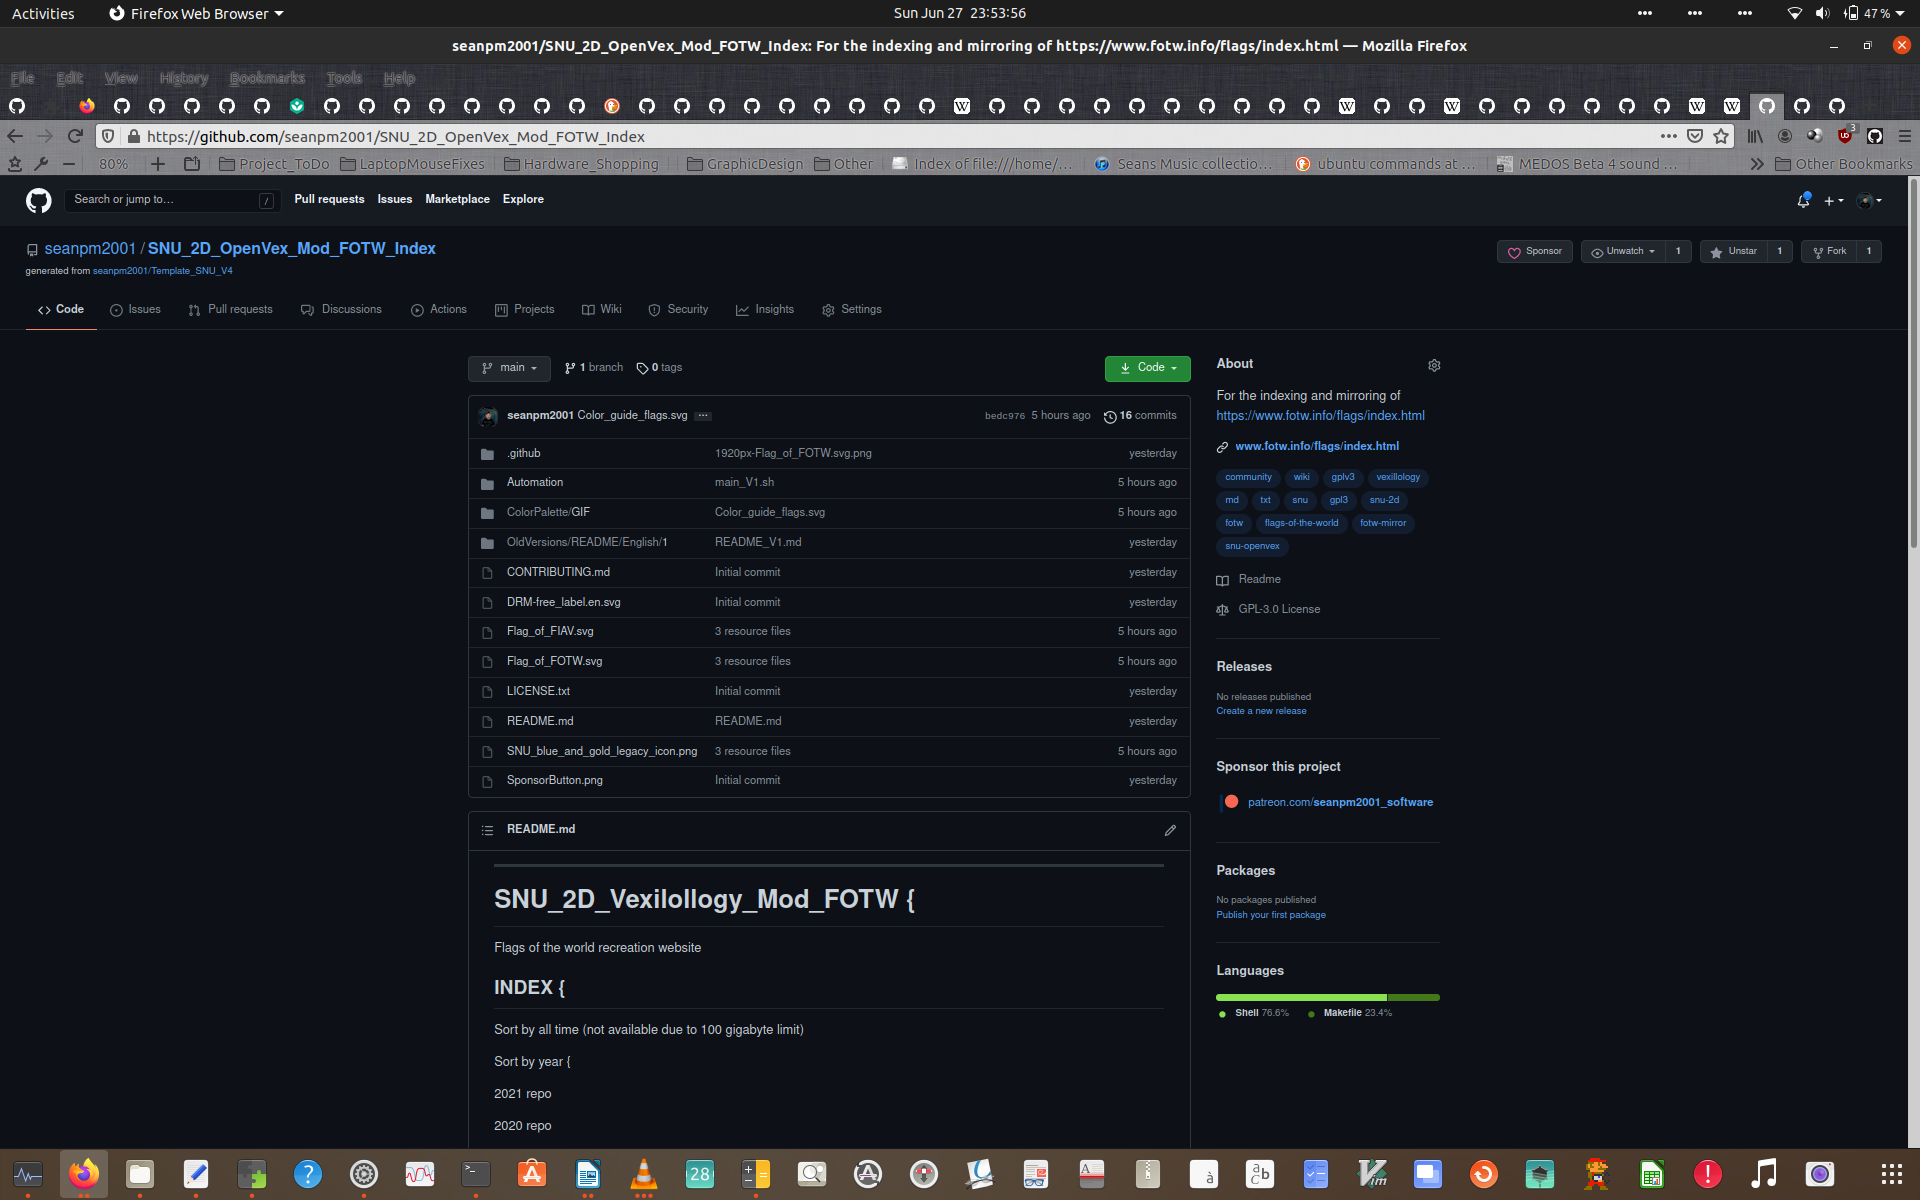 Activities Firefox Web Browser Sun Jun 27 23:53:56 47 %
seanpm2001/SNU_2D_OpenVex_Mod_FOTW_Index: For the indexing and mirroring of https://www.fotw.info/flags/index.html — Mozilla Firefox
File Edit View History Bookmarks Tools Help
https://github.com/seanpm2001/SNU_2D_OpenVex_Mod_FOTW_Index 3
80% Project_ToDo LaptopMouseFixes Hardware_Shopping GraphicDesign Other Index of file:///home/... Seans Music collectio... ubuntu commands at ... MEDOS Beta 4 sound ... Other Bookmarks
Search or jump to... / Pull requests Issues Marketplace Explore
seanpm2001 / SNU_2D_OpenVex_Mod_FOTW_Index Sponsor Unwatch 1 Unstar 1 Fork 1
generated from seanpm2001/Template_SNU_V4
Code Issues Pull requests Discussions Actions Projects Wiki Security Insights Settings
main 1 branch 0 tags Code
seanpm2001 Color_guide_flags.svg ... bedc976 5 hours ago 16 commits
.github 1920px-Flag_of_FOTW.svg.png yesterday
Automation main_V1.sh 5 hours ago
ColorPalette/GIF Color_guide_flags.svg 5 hours ago
OldVersions/README/English/1 README_V1.md yesterday
CONTRIBUTING.md Initial commit yesterday
DRM-free_label.en.svg Initial commit yesterday
Flag_of_FIAV.svg 3 resource files 5 hours ago
Flag_of_FOTW.svg 3 resource files 5 hours ago
LICENSE.txt Initial commit yesterday
README.md README.md yesterday
SNU_blue_and_gold_legacy_icon.png 3 resource files 5 hours ago
SponsorButton.png Initial commit yesterday
README.md
SNU_2D_Vexilollogy_Mod_FOTW {
Flags of the world recreation website
INDEX {
Sort by all time (not available due to 100 gigabyte limit)
Sort by year {
2021 repo
2020 repo
About
For the indexing and mirroring of
https://www.fotw.info/flags/index.html
www.fotw.info/flags/index.html
community wiki gplv3 vexillology
md txt snu gpl3 snu-2d
fotw flags-of-the-world fotw-mirror
snu-openvex
Readme
GPL-3.0 License
Releases
No releases published
Create a new release
Sponsor this project
patreon.com/seanpm2001_software
Packages
No packages published
Publish your first package
Languages
Shell 76.6% Makefile 23.4%
28